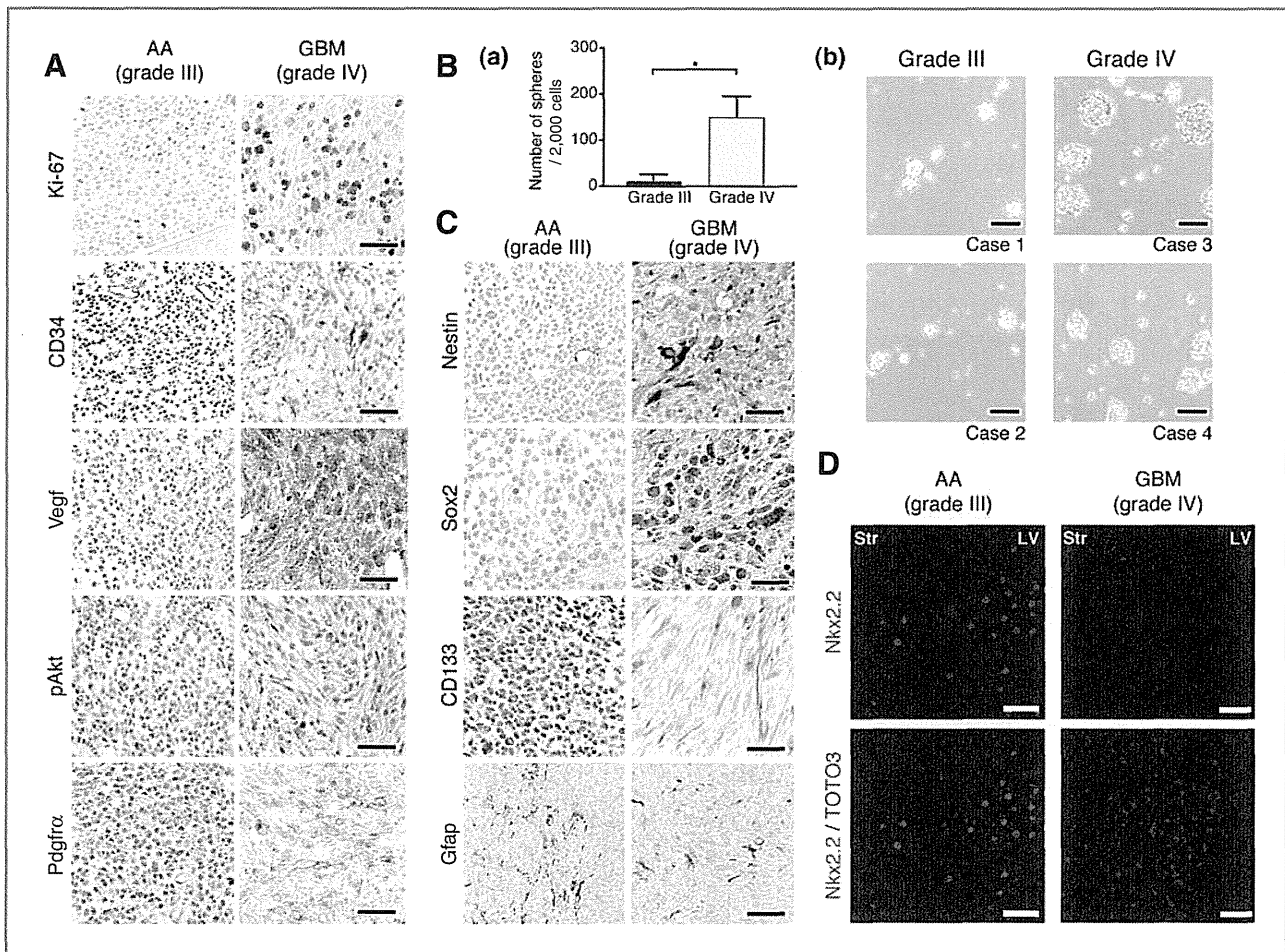 A
AA
(grade III)
GBM
(grade IV)
Ki-67
CD34
Vegf
pAkt
Pdgfrα
B
(a)
300
200
100
0
Number of spheres
/ 2,000 cells
*
Grade III
Grade IV
(b)
Grade III
Grade IV
Case 1
Case 3
Case 2
Case 4
C
AA
(grade III)
GBM
(grade IV)
Nestin
Sox2
CD133
Gfap
D
AA
(grade III)
GBM
(grade IV)
Str
LV
Str
LV
Nkx2.2
Nkx2.2 / TOTO3